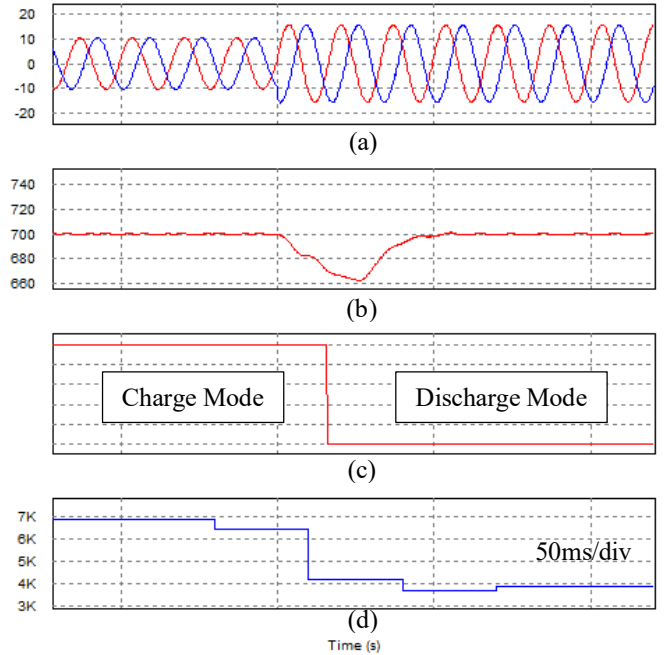 20
10
0
-10
-20
(a)
740
720
700
680
660
(b)
Charge Mode Discharge Mode
(c)
7K
6K
5K
50ms/div
4K
3K
(d)
Time (s)